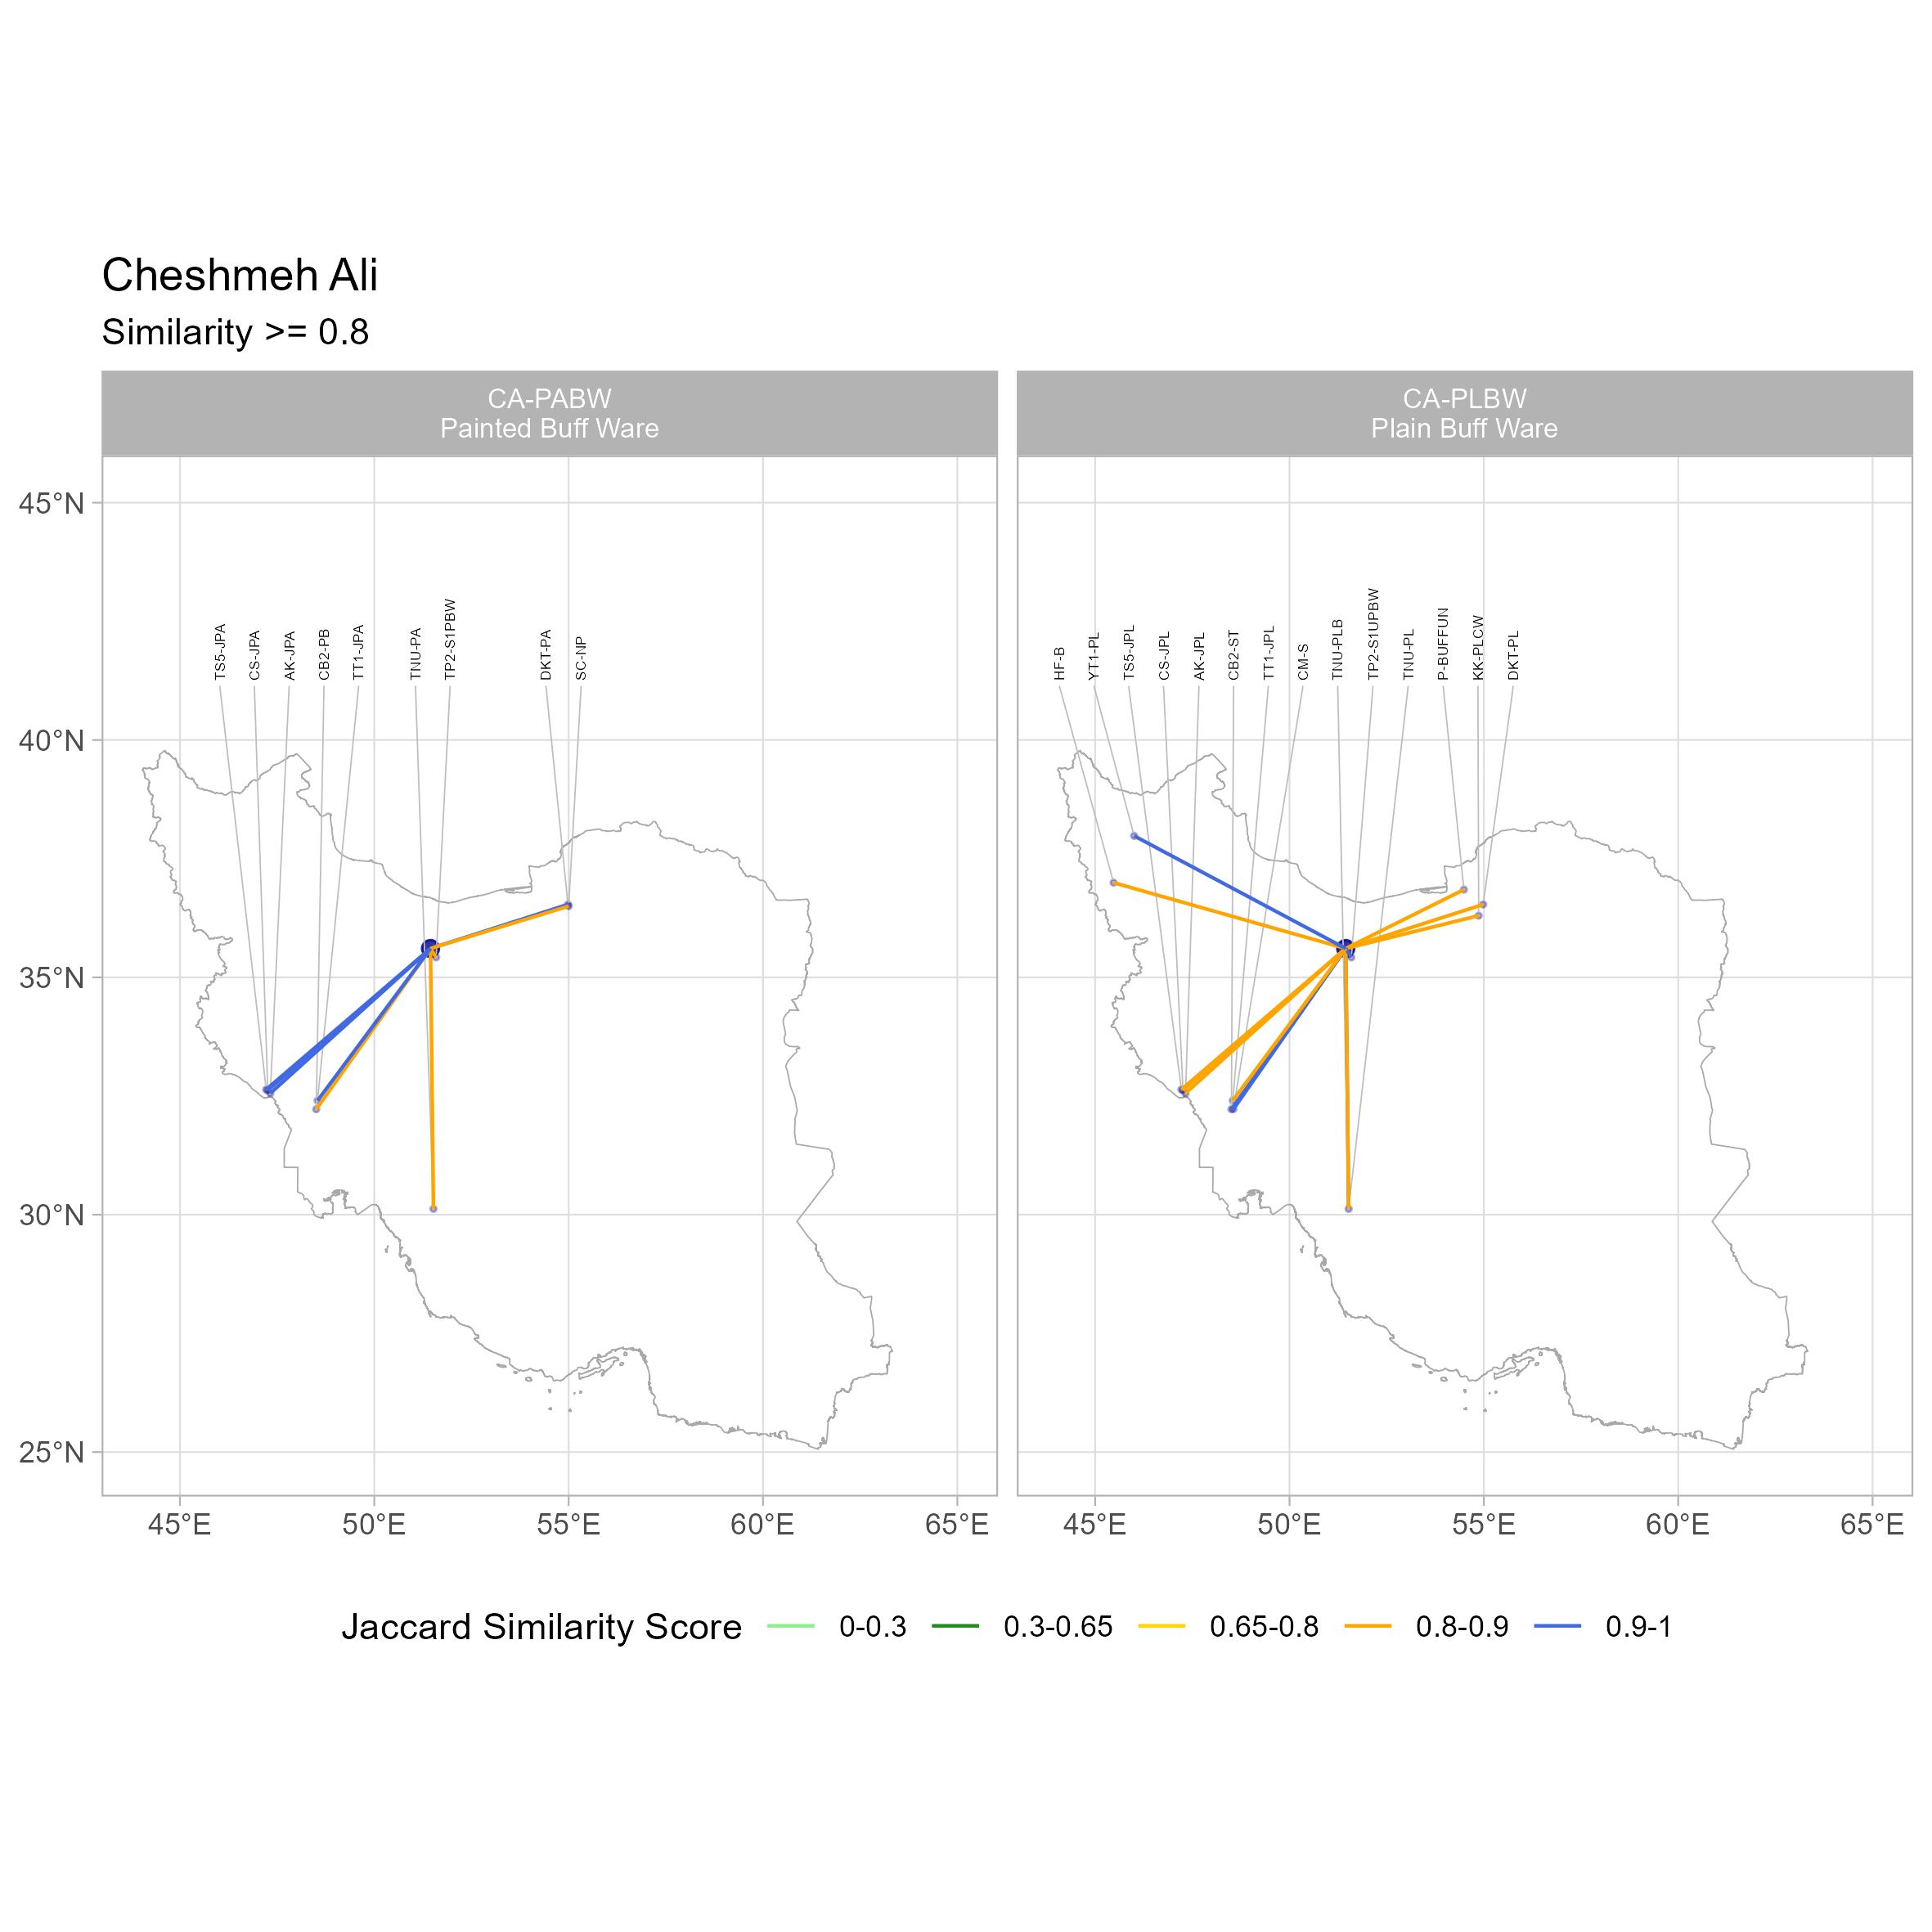 Cheshmeh Ali
Similarity >= 0.8
CA-PABW
Painted Buff Ware
CA-PLBW
Plain Buff Ware
45°N
40°N
35°N
30°N
25°N
TS5-JPA
CS-JPA
AK-JPA
CB2-PB
TT1-JPA
TNU-PA
TP2-S1PBW
DKT-PA
SC-NP
HF-B
YT1-PL
TS5-JPL
CS-JPL
AK-JPL
CB2-ST
TT1-JPL
CM-S
TNU-PLB
TP2-S1UPBW
TNU-PL
P-BUFFUN
KK-PLCW
DKT-PL
45°E 50°E 55°E 60°E 65°E
45°E 50°E 55°E 60°E 65°E
Jaccard Similarity Score 0-0.3 0.3-0.65 0.65-0.8 0.8-0.9 0.9-1